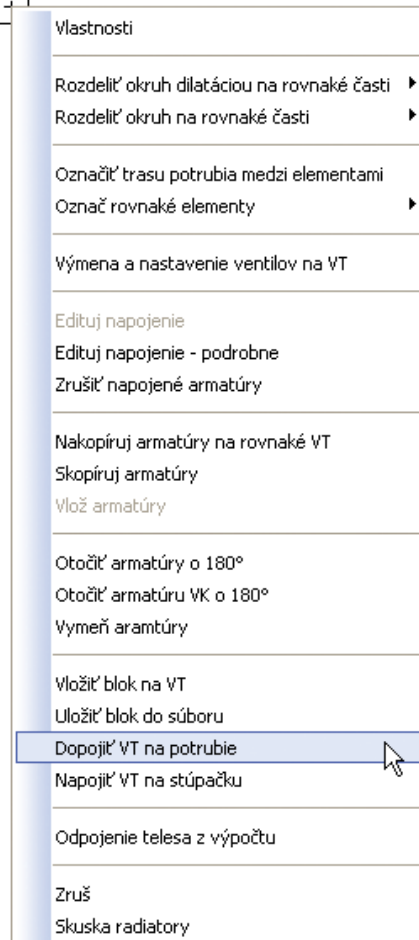 Vlastnosti
Rozdeliť okruh dilatáciou na rovnaké časti
Rozdeliť okruh na rovnaké časti
Označiť trasu potrubia medzi elementami
Označ rovnaké elementy
Výmena a nastavenie ventilov na VT
Edituj napojenie
Edituj napojenie - podrobne
Zrušiť napojené armatúry
Nakopíruj armatúry na rovnaké VT
Skopíruj armatúry
Vlož armatúry
Otočiť armatúry o 180°
Otočiť armatúru VK o 180°
Vymeň aramtúry
Vložiť blok na VT
Uložiť blok do súboru
Dopojiť VT na potrubie
Napojiť VT na stúpačku
Odpojenie telesa z výpočtu
Zruš
Skuska radiatory